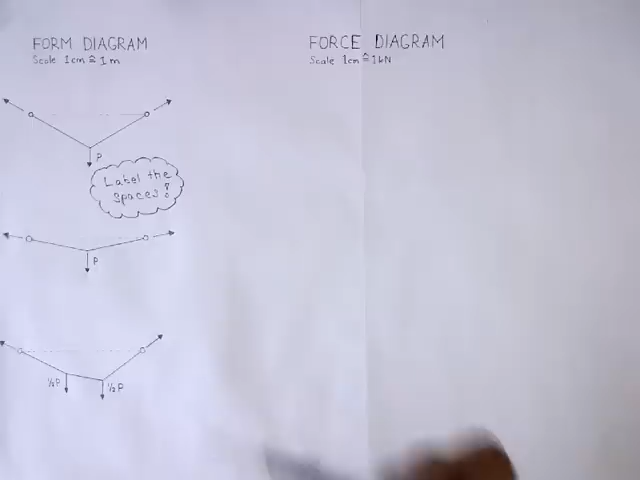 FORM DIAGRAM
Scale 1cm ≙ 1m
FORCE DIAGRAM
Scale 1cm ≙ 1kN
P
Label the
spaces!
P
½P
½P